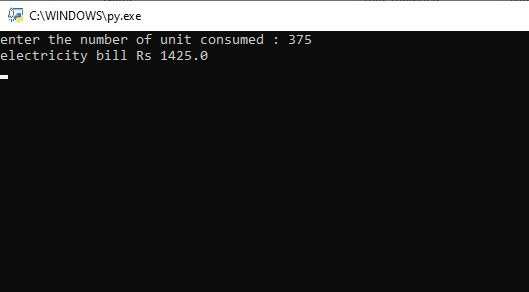 C:\WINDOWS\py.exe
enter the number of unit consumed : 375
electricity bill Rs 1425.0